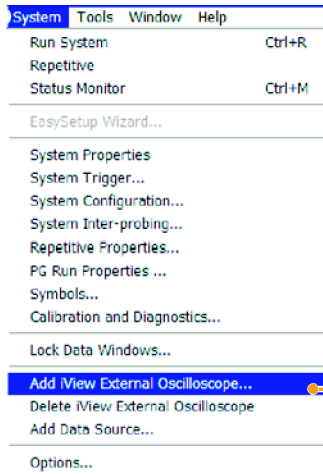 System Tools Window Help
Run System Ctrl+R
Repetitive
Status Monitor Ctrl+M
EasySetup Wizard...
System Properties
System Trigger...
System Configuration...
System Inter-probing...
Repetitive Properties...
PG Run Properties ...
Symbols...
Calibration and Diagnostics...
Lock Data Windows...
Add iView External Oscilloscope...
Delete iView External Oscilloscope
Add Data Source...
Options...